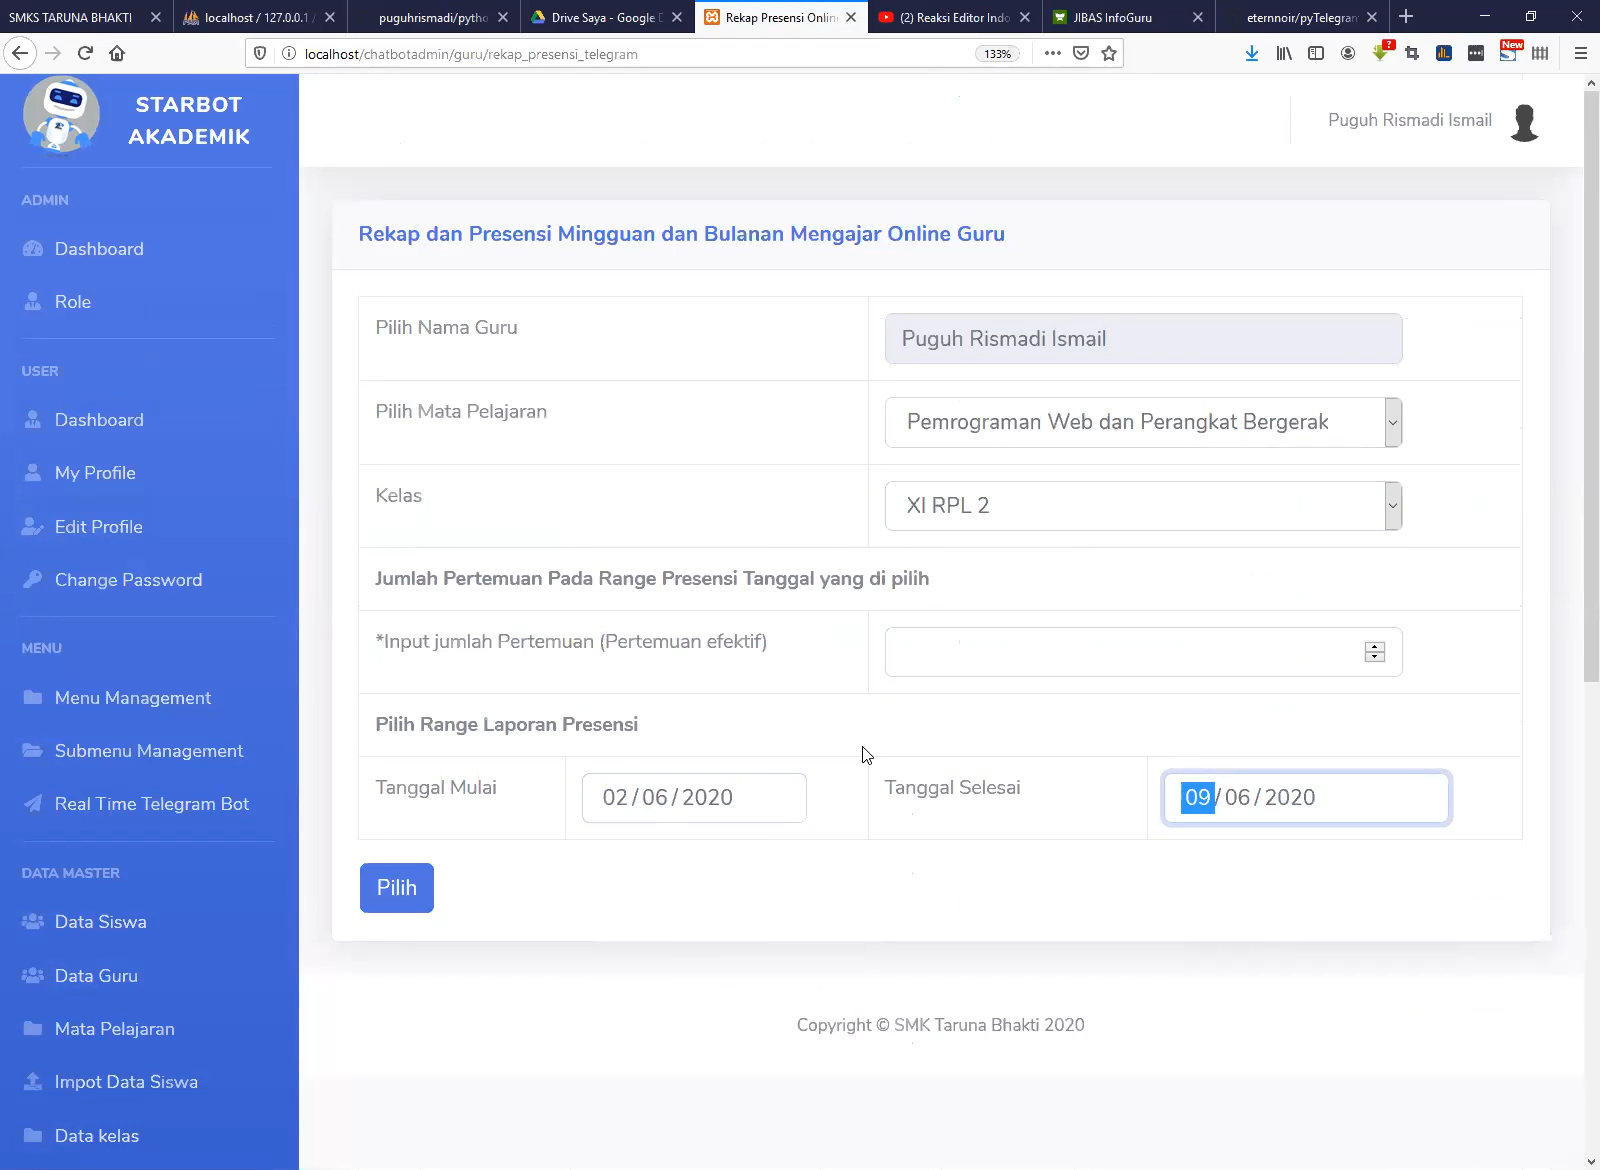 SMKS TARUNA BHAKTI
localhost / 127.0.0.1 /
puguhrismadi/pytho
Drive Saya - Google D
Rekap Presensi Onlin
(2) Reaksi Editor Indo
JIBAS InfoGuru
eternnoir/pyTelegram
localhost/chatbotadmin/guru/rekap_presensi_telegram
133%
?
New
STARBOT
AKADEMIK
Puguh Rismadi Ismail
ADMIN
Dashboard
Role
USER
Dashboard
My Profile
Edit Profile
Change Password
MENU
Menu Management
Submenu Management
Real Time Telegram Bot
DATA MASTER
Data Siswa
Data Guru
Mata Pelajaran
Impot Data Siswa
Data kelas
Rekap dan Presensi Mingguan dan Bulanan Mengajar Online Guru
Pilih Nama Guru
Puguh Rismadi Ismail
Pilih Mata Pelajaran
Pemrograman Web dan Perangkat Bergerak
Kelas
XI RPL 2
Jumlah Pertemuan Pada Range Presensi Tanggal yang di pilih
*Input jumlah Pertemuan (Pertemuan efektif)
Pilih Range Laporan Presensi
Tanggal Mulai
02/06/2020
Tanggal Selesai
09/06/2020
Pilih
Copyright © SMK Taruna Bhakti 2020